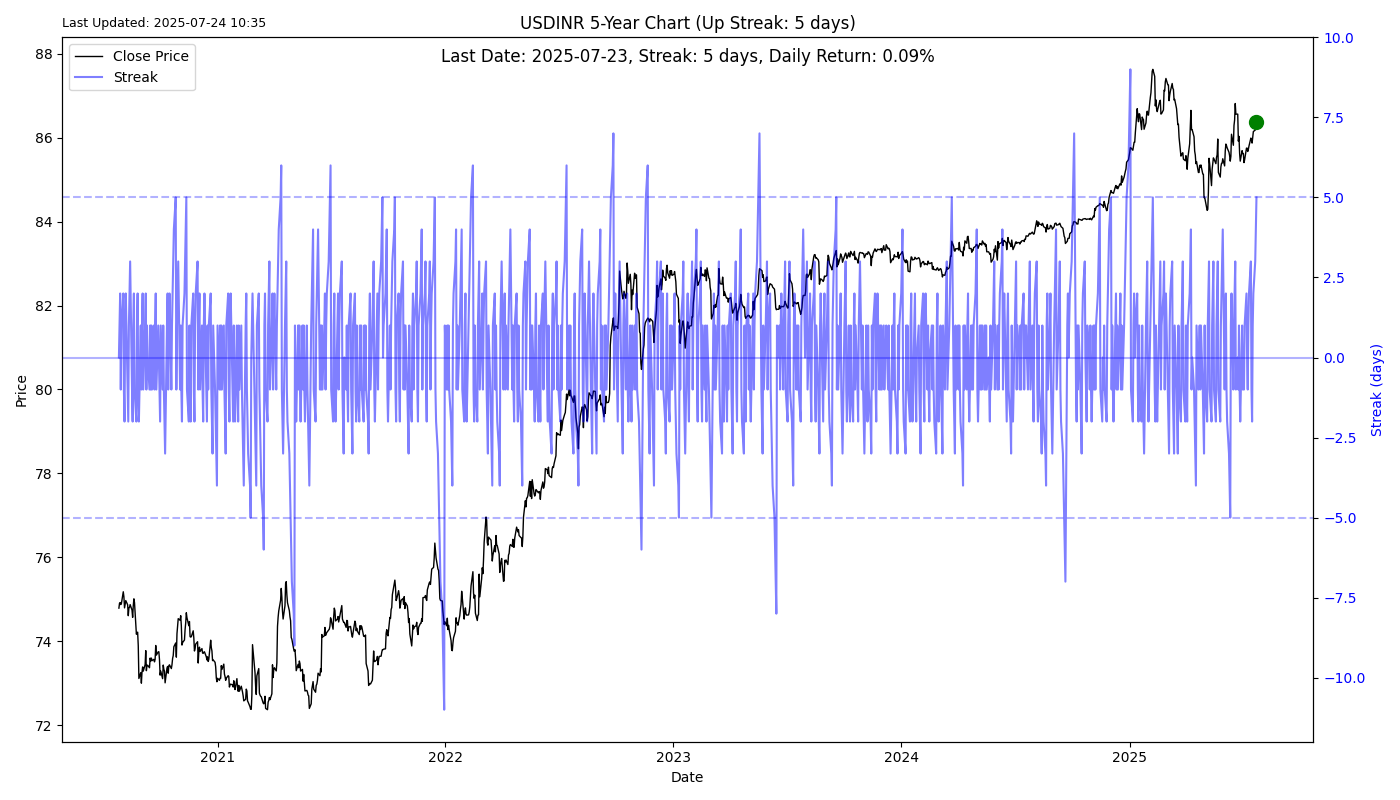 Last Updated: 2025-07-24 10:35
USDINR 5-Year Chart (Up Streak: 5 days)
Last Date: 2025-07-23, Streak: 5 days, Daily Return: 0.09%
Close Price
Streak
88
86
84
82
80
78
76
74
72
Price
10.0
7.5
5.0
2.5
0.0
−2.5
−5.0
−7.5
−10.0
Streak (days)
2021
2022
2023
2024
2025
Date